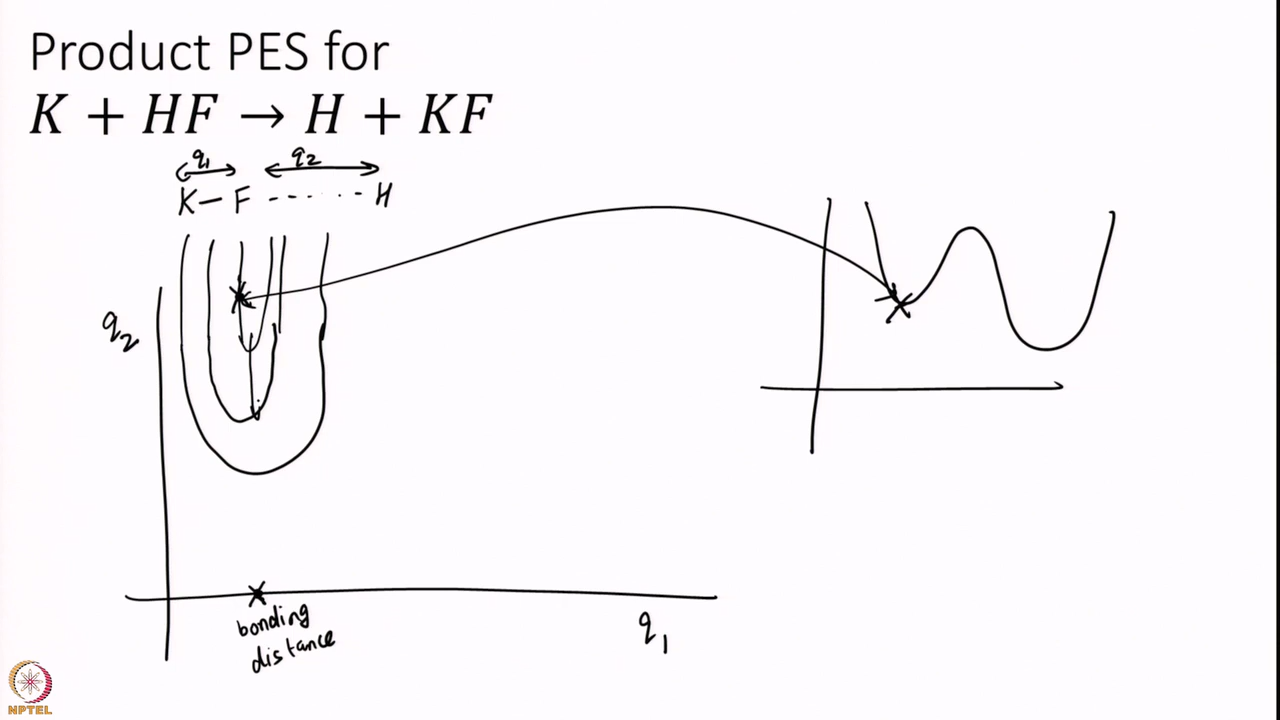 Product PES for
K + HF → H + KF
q1 q2
K – F ------ H
q2
bonding
distance
q1
NPTEL